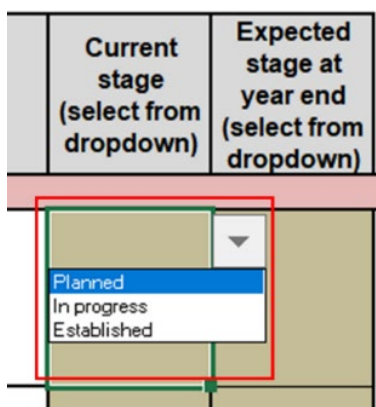 Current
stage
(select from
dropdown)
Expected
stage at
year end
(select from
dropdown)
Planned
In progress
Established